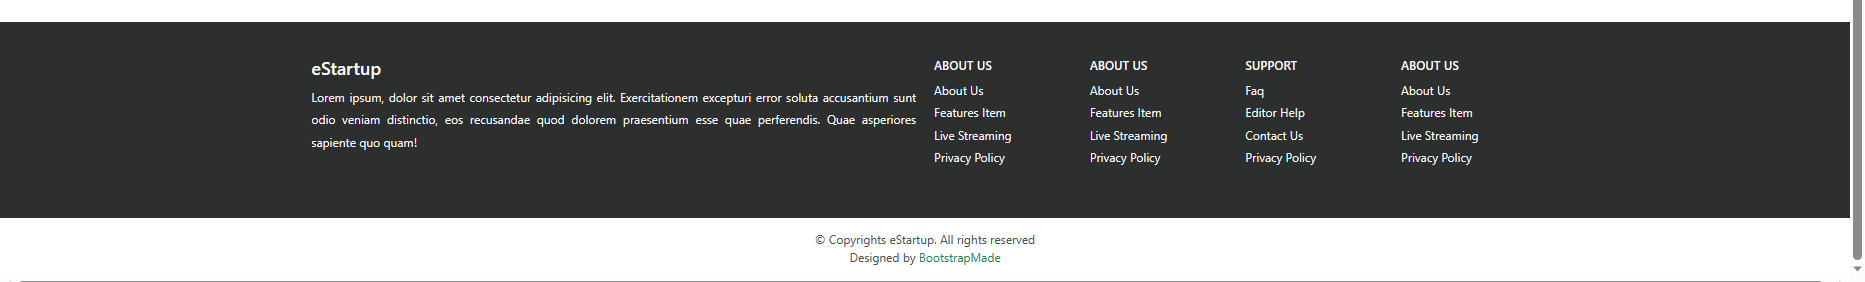 eStartup
Lorem ipsum, dolor sit amet consectetur adipisicing elit. Exercitationem excepturi error soluta accusantium sunt
odio veniam distinctio, eos recusandae quod dolorem praesentium esse quae perferendis. Quae asperiores
sapiente quo quam!
ABOUT US
About Us
Features Item
Live Streaming
Privacy Policy
ABOUT US
About Us
Features Item
Live Streaming
Privacy Policy
SUPPORT
Faq
Editor Help
Contact Us
Privacy Policy
ABOUT US
About Us
Features Item
Live Streaming
Privacy Policy
© Copyrights eStartup. All rights reserved
Designed by BootstrapMade